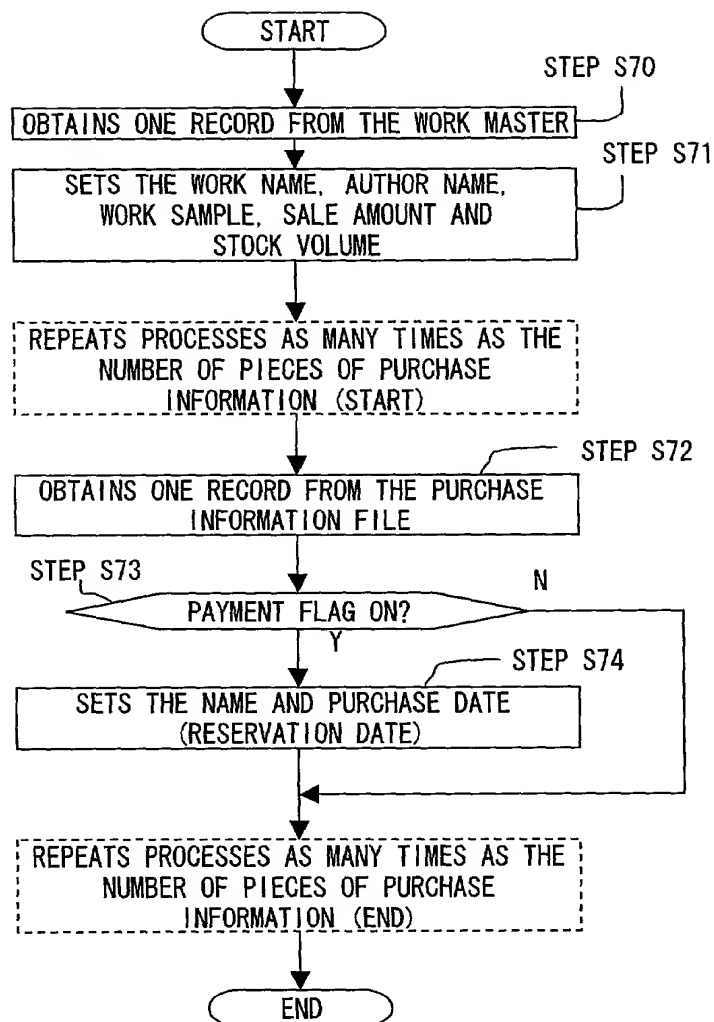 START
STEP S70
OBTAINS ONE RECORD FROM THE WORK MASTER
STEP S71
SETS THE WORK NAME, AUTHOR NAME,
WORK SAMPLE, SALE AMOUNT AND
STOCK VOLUME
REPEATS PROCESSES AS MANY TIMES AS THE
NUMBER OF PIECES OF PURCHASE
INFORMATION (START)
STEP S72
OBTAINS ONE RECORD FROM THE PURCHASE
INFORMATION FILE
STEP S73
N
PAYMENT FLAG ON?
Y
STEP S74
SETS THE NAME AND PURCHASE DATE
(RESERVATION DATE)
REPEATS PROCESSES AS MANY TIMES AS THE
NUMBER OF PIECES OF PURCHASE
INFORMATION (END)
END